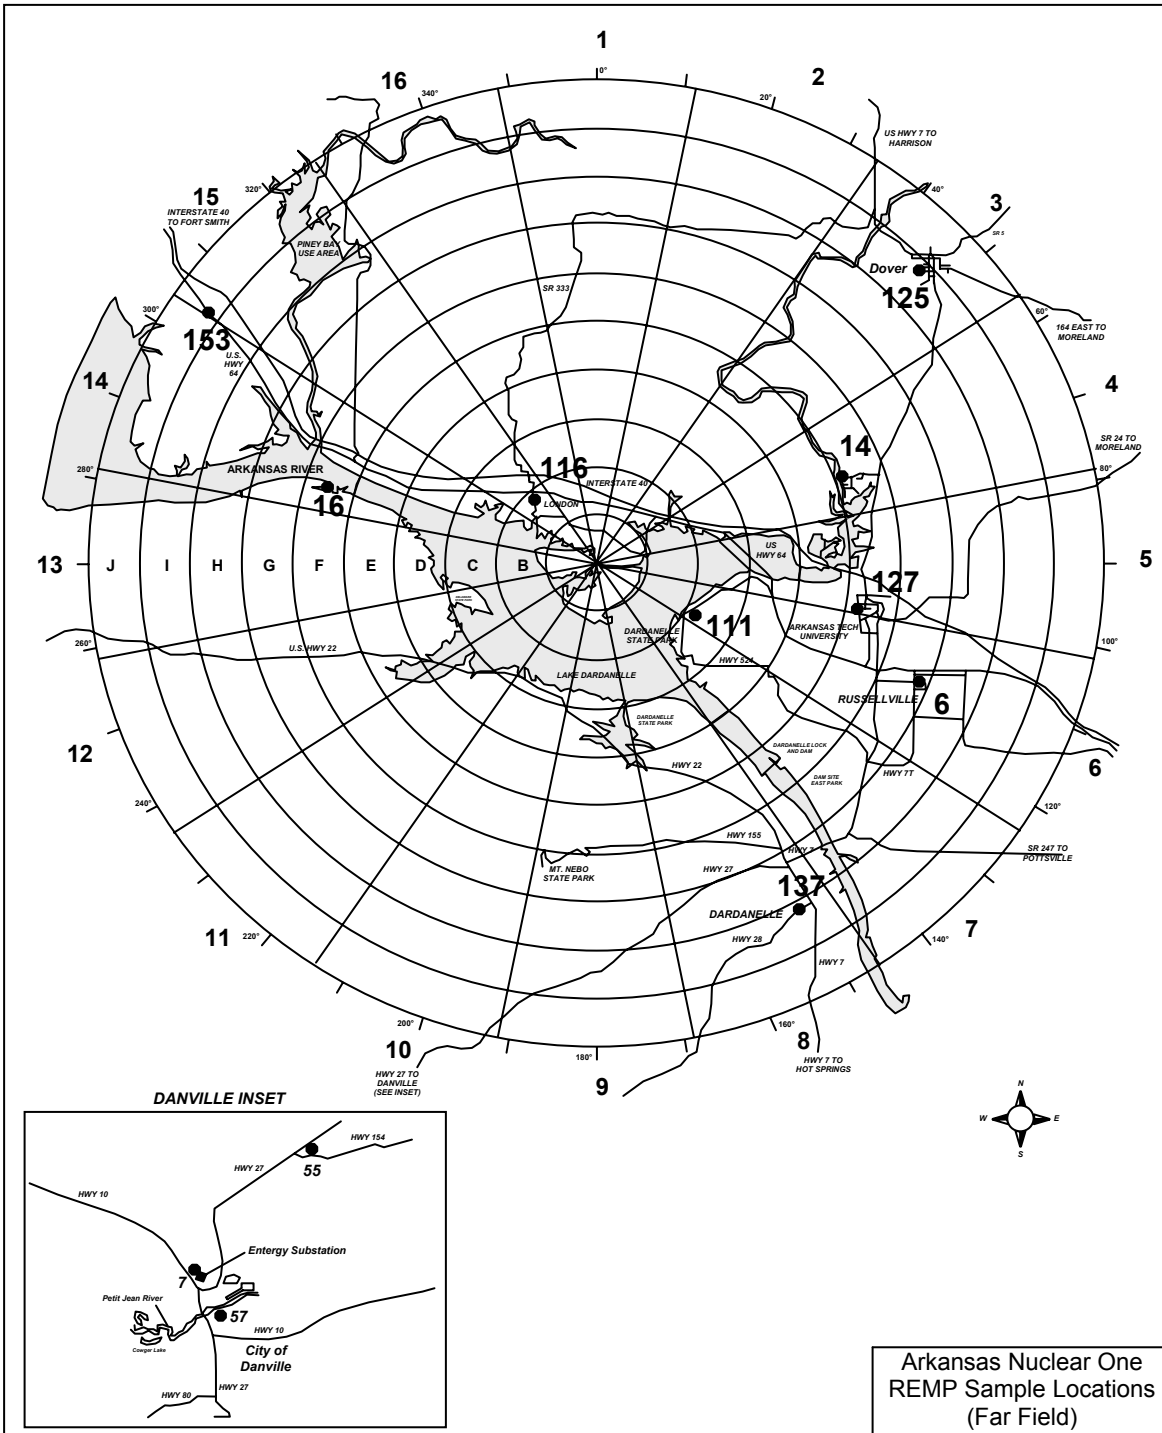 1
0°
16
340°
2
20°
US HWY 7 TO
HARRISON
40°
3
SR 5
15
320°
INTERSTATE 40
TO FORT SMITH
PINEY BAY
USE AREA
Dover
125
SR 333
300°
153
U.S.
HWY
64
60°
164 EAST TO
MORELAND
14
4
SR 24 TO
MORELAND
280°
ARKANSAS RIVER
16
116
LONDON
INTERSTATE 40
14
80°
13
J
I
H
G
F
E
D
C
B
US
HWY 64
5
127
ARKANSAS TECH
UNIVERSITY
111
DARDANELLE
STATE PARK
100°
260°
U.S. HWY 22
HWY 524
LAKE DARDANELLE
RUSSELLVILLE
6
DARDANELLE
STATE PARK
12
DARDANELLE LOCK
AND DAM
HWY 22
DAM SITE
EAST PARK
HWY 7T
6
240°
120°
HWY 155
HWY 7
SR 247 TO
POTTSVILLE
MT. NEBO
STATE PARK
HWY 27
137
DARDANELLE
11
220°
HWY 28
HWY 7
140°
7
200°
10
180°
160°
8
HWY 27 TO
DANVILLE
(SEE INSET)
9
HWY 7 TO
HOT SPRINGS
N
W
E
S
DANVILLE INSET
HWY 154
55
HWY 27
HWY 10
Entergy Substation
7
Petit Jean River
57
HWY 10
Cowger Lake
City of
Danville
HWY 27
HWY 80
Arkansas Nuclear One
REMP Sample Locations
(Far Field)